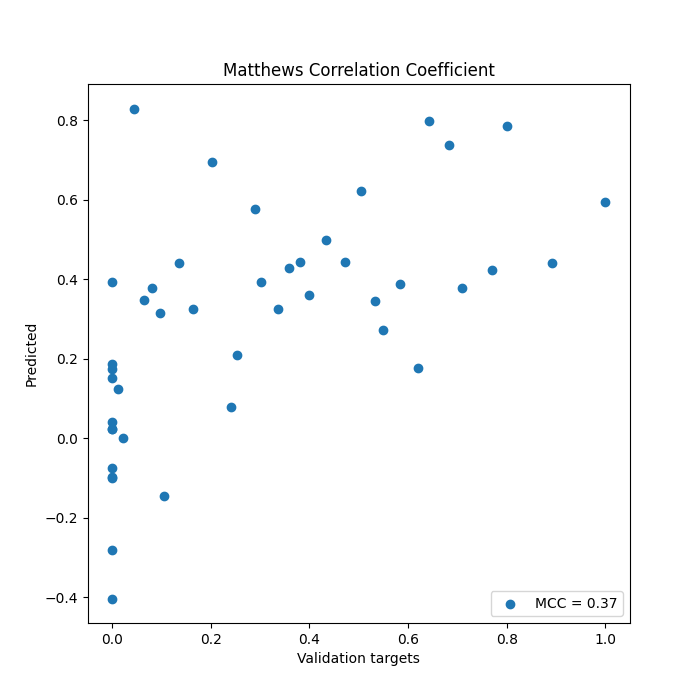 Matthews Correlation Coefficient
0.8
0.6
0.4
0.2
0.0
−0.2
−0.4
Predicted
MCC = 0.37
0.0 0.2 0.4 0.6 0.8 1.0
Validation targets